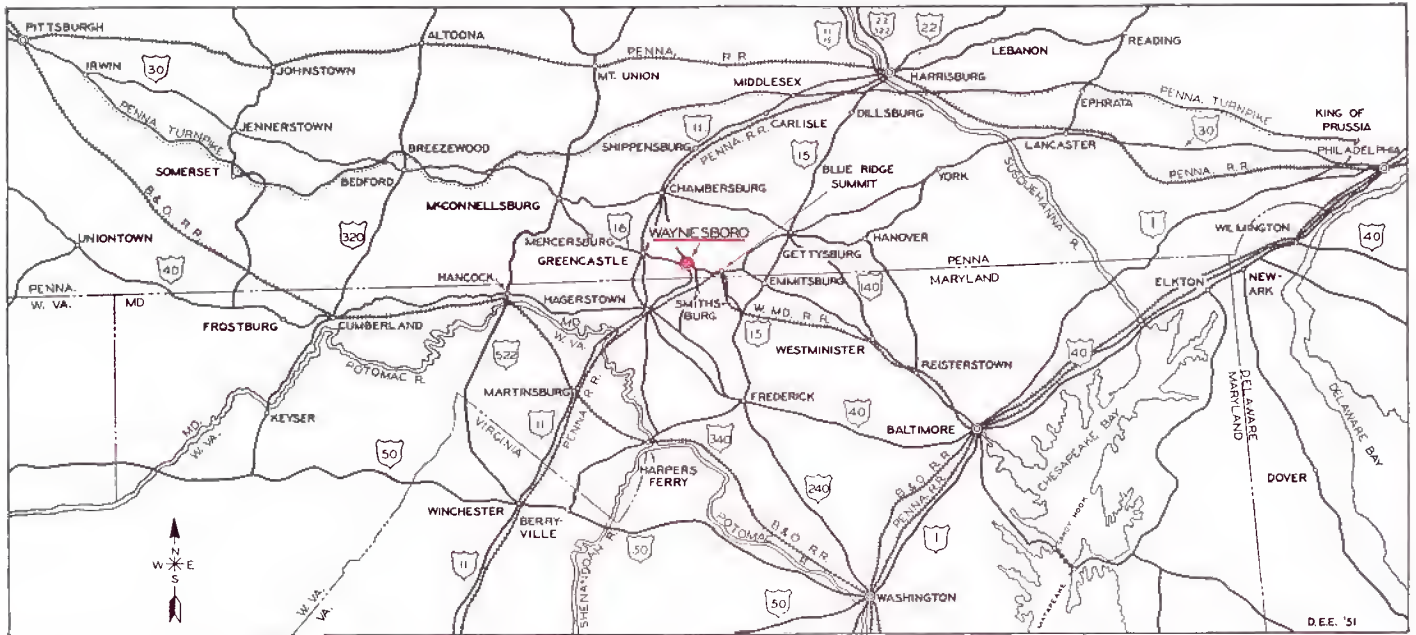 PITTSBURGH
ALTOONA
11
15
22
122
22
LEBANON
READING
IRWIN
30
JOHNSTOWN
PENNA. R R
MT. UNION
MIDDLESEX
HARRISBURG
PENNA. TURNPIKE
EPHRATA
PENNA. TURNPIKE
KING OF
PRUSSIA
JENNERSTOWN
11
CARLISLE
DILLSBURG
30
BREEZEWOOD
SHIPPENSBURG
PENNA. R.R.
15
LANCASTER
PHILADELPHIA
SOMERSET
BEDFORD
CHAMBERSBURG
BLUE RIDGE
SUMMIT
YORK
SUSQUEHANNA R.
PENNA. R.R.
B.&O. R.R.
McCONNELLSBURG
320
16
WAYNESBORO
1
WILMINGTON
40
UNIONTOWN
MERCERSBURG
GREENCASTLE
GETTYSBURG
HANOVER
40
HANCOCK
PENNA
MARYLAND
EMMITSBURG
140
ELKTON
NEW-
ARK
PENNA.
W. VA.
MD
HAGERSTOWN
SMITHS-
BURG
FROSTBURG
CUMBERLAND
MD.
W. VA.
W. MD. R. R.
15
WESTMINISTER
40
522
REISTERSTOWN
POTOMAC R.
MARTINSBURG
FREDERICK
DELAWARE
MARYLAND
DELAWARE BAY
KEYSER
11
PENNA R.R.
40
BALTIMORE
MD.
W. VA.
VIRGINIA
340
CHESAPEAKE BAY
50
HARPERS
FERRY
B & O R R
PENNA R.R.
DOVER
240
WINCHESTER
BERRY-
VILLE
POTOMAC R.
B&O R R
SANDY HOOK
1
N
W E
S
11
50
SHENANDOAH R.
W. VA.
VA.
50
WASHINGTON
MATAPEAKE
D.E.E. '51